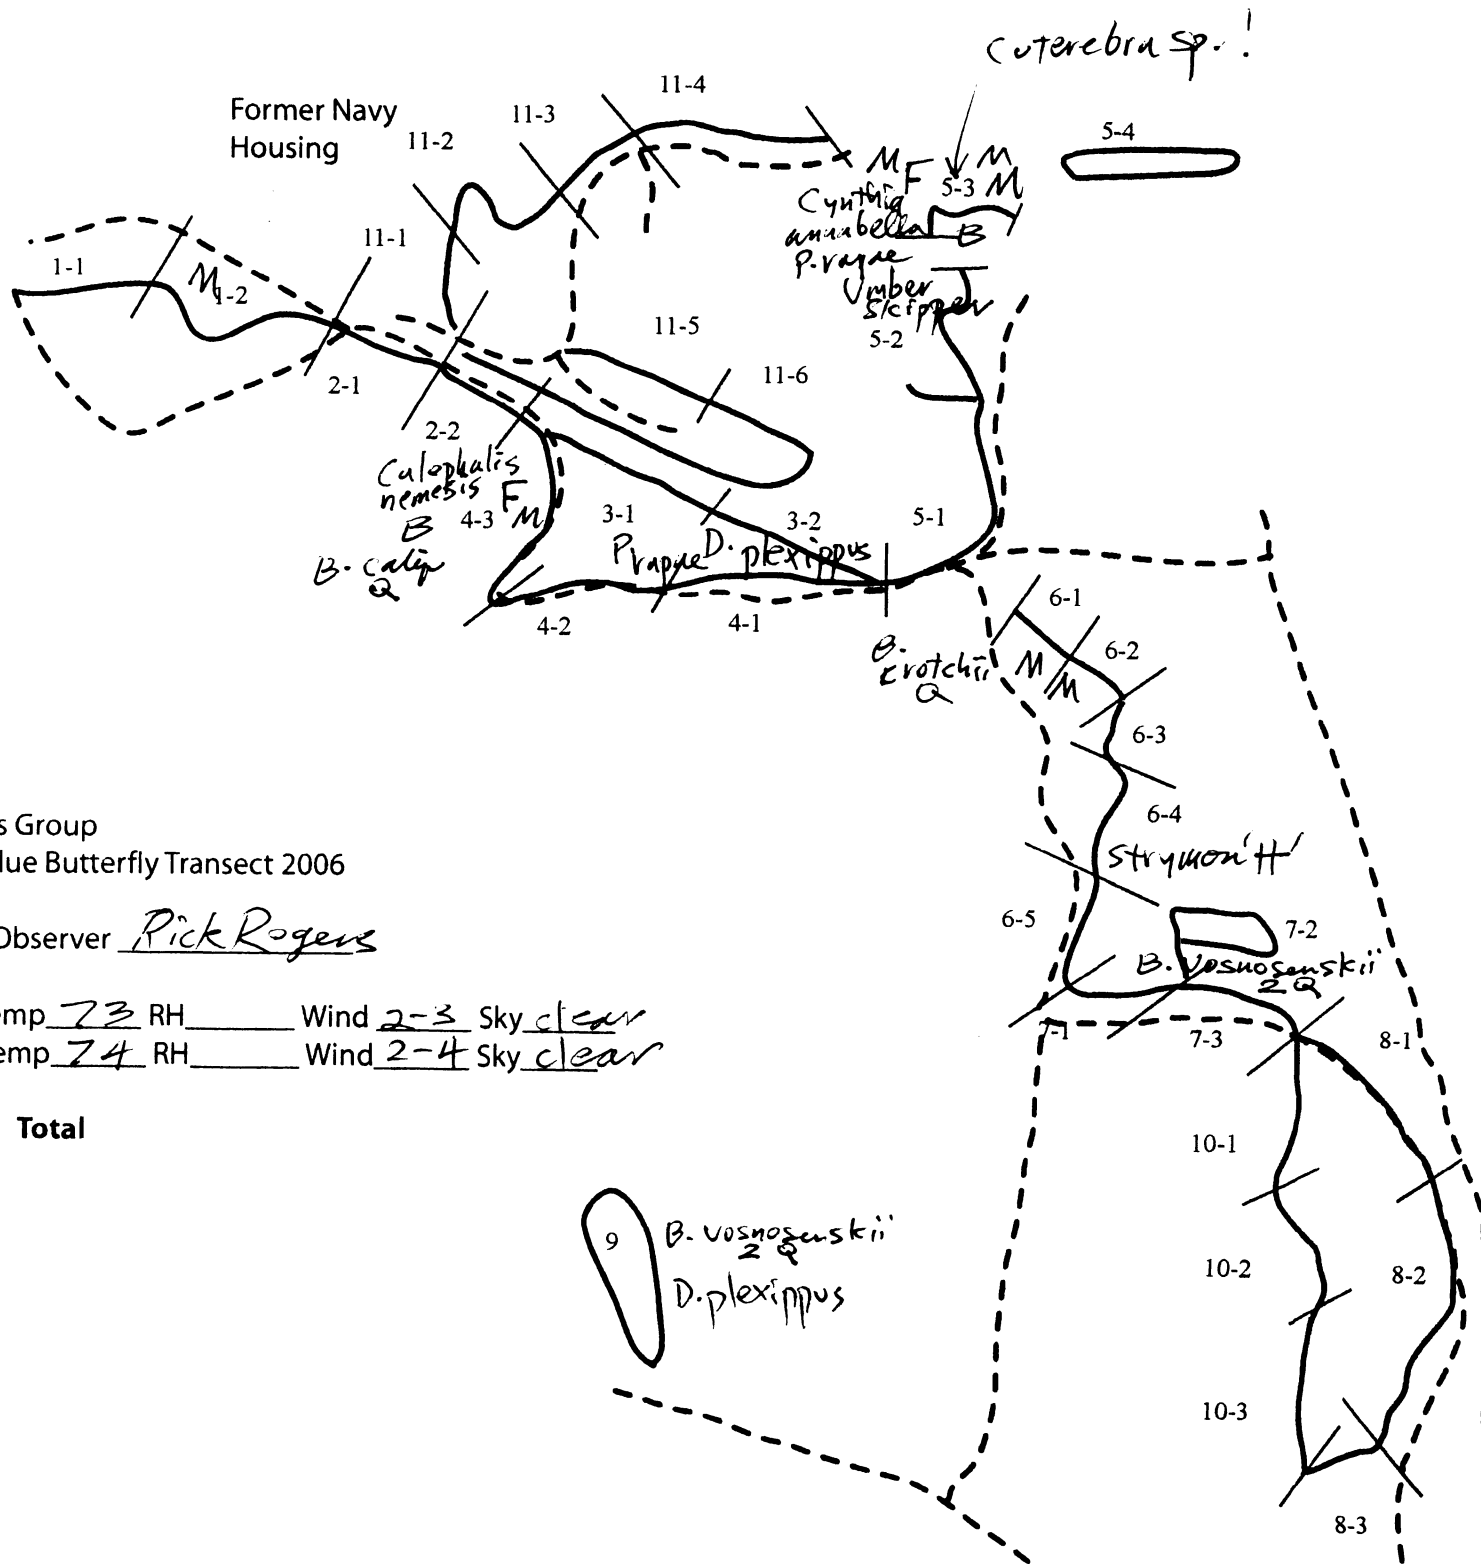 Cuterebra sp. !
11-4
Former Navy
Housing
11-3
11-2
5-4
M F M
5-3 M
Cynthia
annabella B
P. rapae
Umber
Skipper
5-2
11-1
1-1
M
1-2
11-5
11-6
2-1
2-2
Calephalis
nemesis F
B 4-3 M
3-1
3-2
5-1
P rapae D. plexippus
B. calif
Q
4-2
4-1
6-1
6-2
B.
crotchii
Q
M
M
6-3
6-4
Strymon 'H'
s Group
lue Butterfly Transect 2006
Observer Rick Rogers
6-5
7-2
B. vosnosenskii
2 Q
emp 73 RH Wind 2-3 Sky clear
emp 74 RH Wind 2-4 Sky clear
7-1
7-3
8-1
Total
10-1
9
B. vosnosenskii
2 Q
D. plexippus
10-2
8-2
10-3
8-3